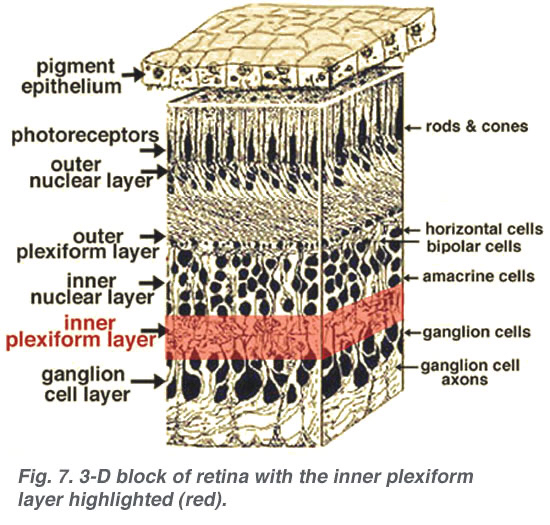 pigment
epithelium
photoreceptors
outer
nuclear layer
outer
plexiform layer
inner
nuclear layer
inner
plexiform layer
ganglion
cell layer
rods & cones
horizontal cells
bipolar cells
amacrine cells
ganglion cells
ganglion cell
axons
Fig. 7. 3-D block of retina with the inner plexiform
layer highlighted (red).